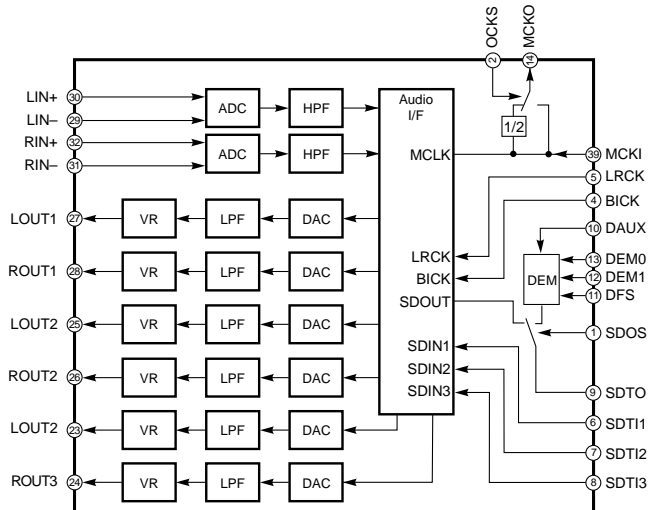 OCKS
MCKO
2
14
LIN+ 30
LIN– 29
RIN+ 32
RIN– 31
ADC HPF
ADC HPF
Audio
I/F
1/2
MCLK
39 MCKI
5 LRCK
4 BICK
10 DAUX
13 DEM0
12 DEM1
11 DFS
DEM
LRCK
BICK
SDOUT
1 SDOS
SDIN1
SDIN2
SDIN3
9 SDTO
6 SDTI1
7 SDTI2
8 SDTI3
LOUT1 27 VR LPF DAC
ROUT1 28 VR LPF DAC
LOUT2 25 VR LPF DAC
ROUT2 26 VR LPF DAC
LOUT2 23 VR LPF DAC
ROUT3 24 VR LPF DAC